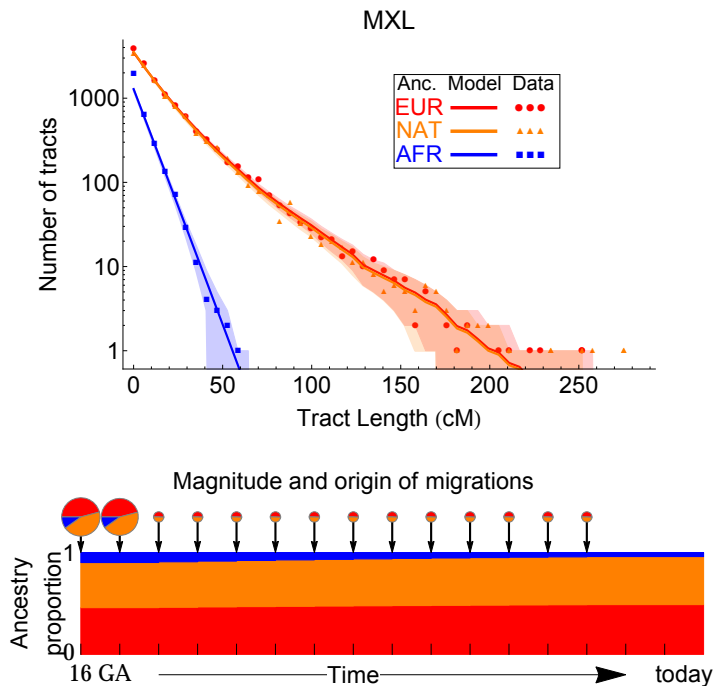 MXL
Number of tracts
1000
100
10
1
Anc. Model Data
EUR
NAT
AFR
0 50 100 150 200 250
Tract Length (cM)
Magnitude and origin of migrations
Ancestry
proportion
1
0
16 GA Time today